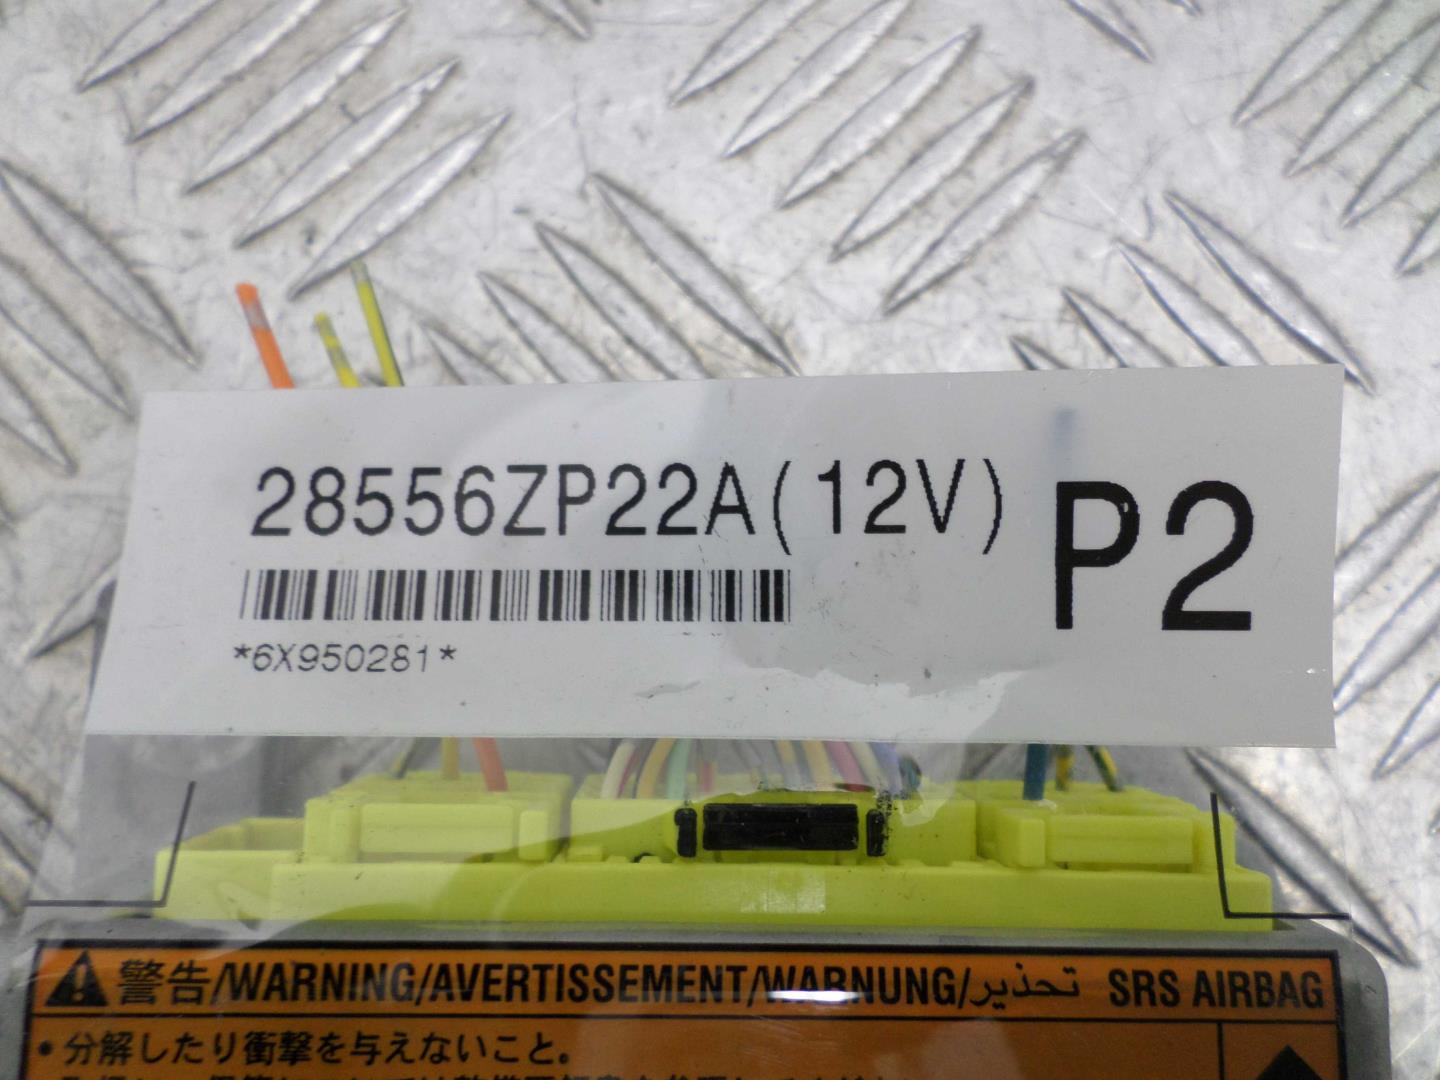 28556ZP22A(12V)
P2
*6X950281*
警告/WARNING/AVERTISSEMENT/WARNUNG/تحذير SRS AIRBAG
・分解したり衝撃を与えないこと。